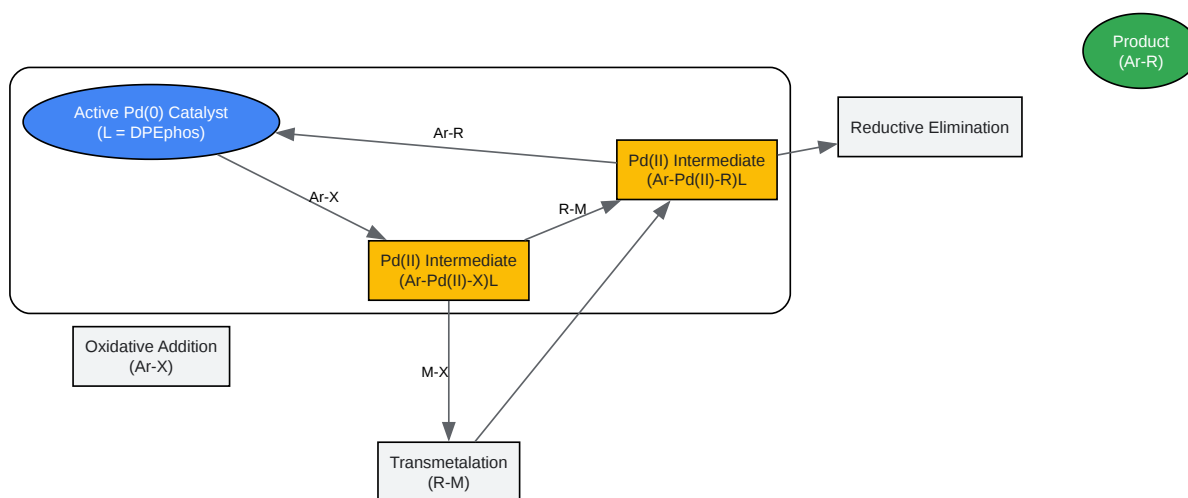 Product
(Ar-R)
Active Pd(0) Catalyst
(L = DPEphos)
Reductive Elimination
Ar-R
Pd(II) Intermediate
(Ar-Pd(II)-R)L
Ar-X
R-M
Pd(II) Intermediate
(Ar-Pd(II)-X)L
Oxidative Addition
(Ar-X)
M-X
Transmetalation
(R-M)